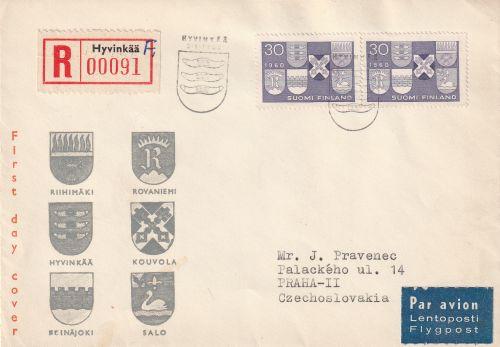 Hyvinkää A
R 00091
HYVINKÄÄ
30 1960
SUOMI FINLAND
30 1960
SUOMI FINLAND
First day cover
R
RIIHIMÄKI
ROVANIEMI
HYVINKÄÄ
KOUVOLA
SEINÄJOKI
SALO
Mr. J. Pravenec
Palackého ul. 14
PRAHA-II
Czechoslovakia
Par avion
Lentoposti
Flygpost